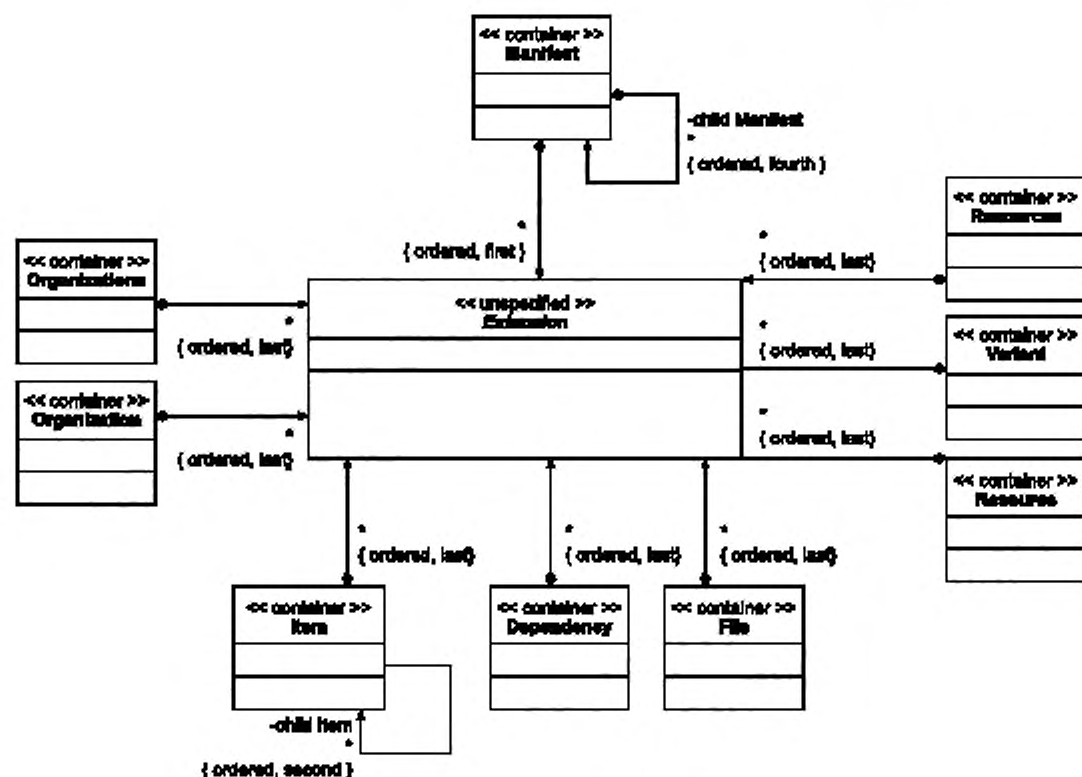 << container >>
Manifest
-child Manifest
*
{ ordered, fourth }
*
{ ordered, first }
<< container >>
Resources
*
{ ordered, last}
<< container >>
Organizations
*
{ ordered, last}
<< unspecified >>
Extension
<< container >>
Variant
*
{ ordered, last}
<< container >>
Organization
*
{ ordered, last}
*
{ ordered, last}
<< container >>
Resource
*
{ ordered, last}
*
{ ordered, last}
*
{ ordered, last}
<< container >>
Item
<< container >>
Dependency
<< container >>
File
-child Item
*
{ ordered, second }